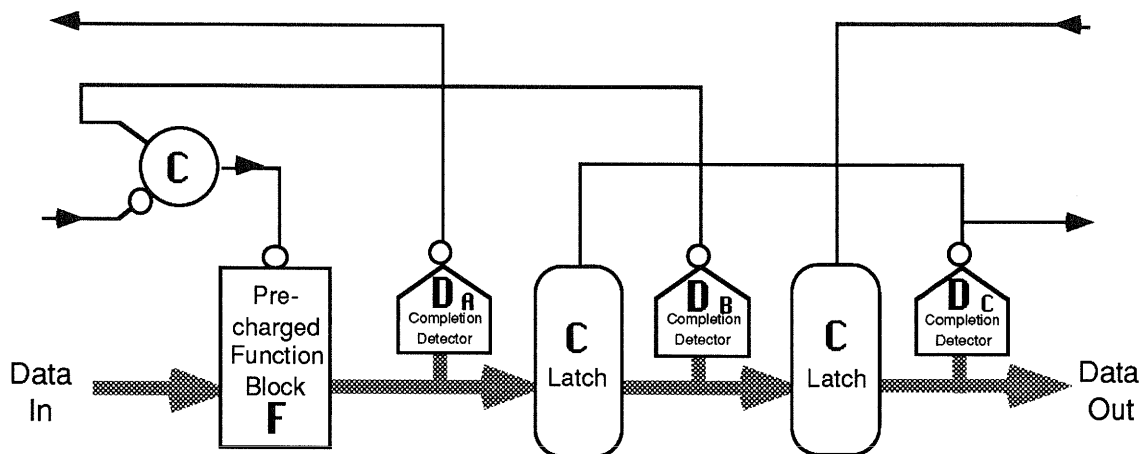 C
Pre-
charged
Function
Block
F
D A
Completion
Detector
C
Latch
D B
Completion
Detector
C
Latch
D C
Completion
Detector
Data
In
Data
Out